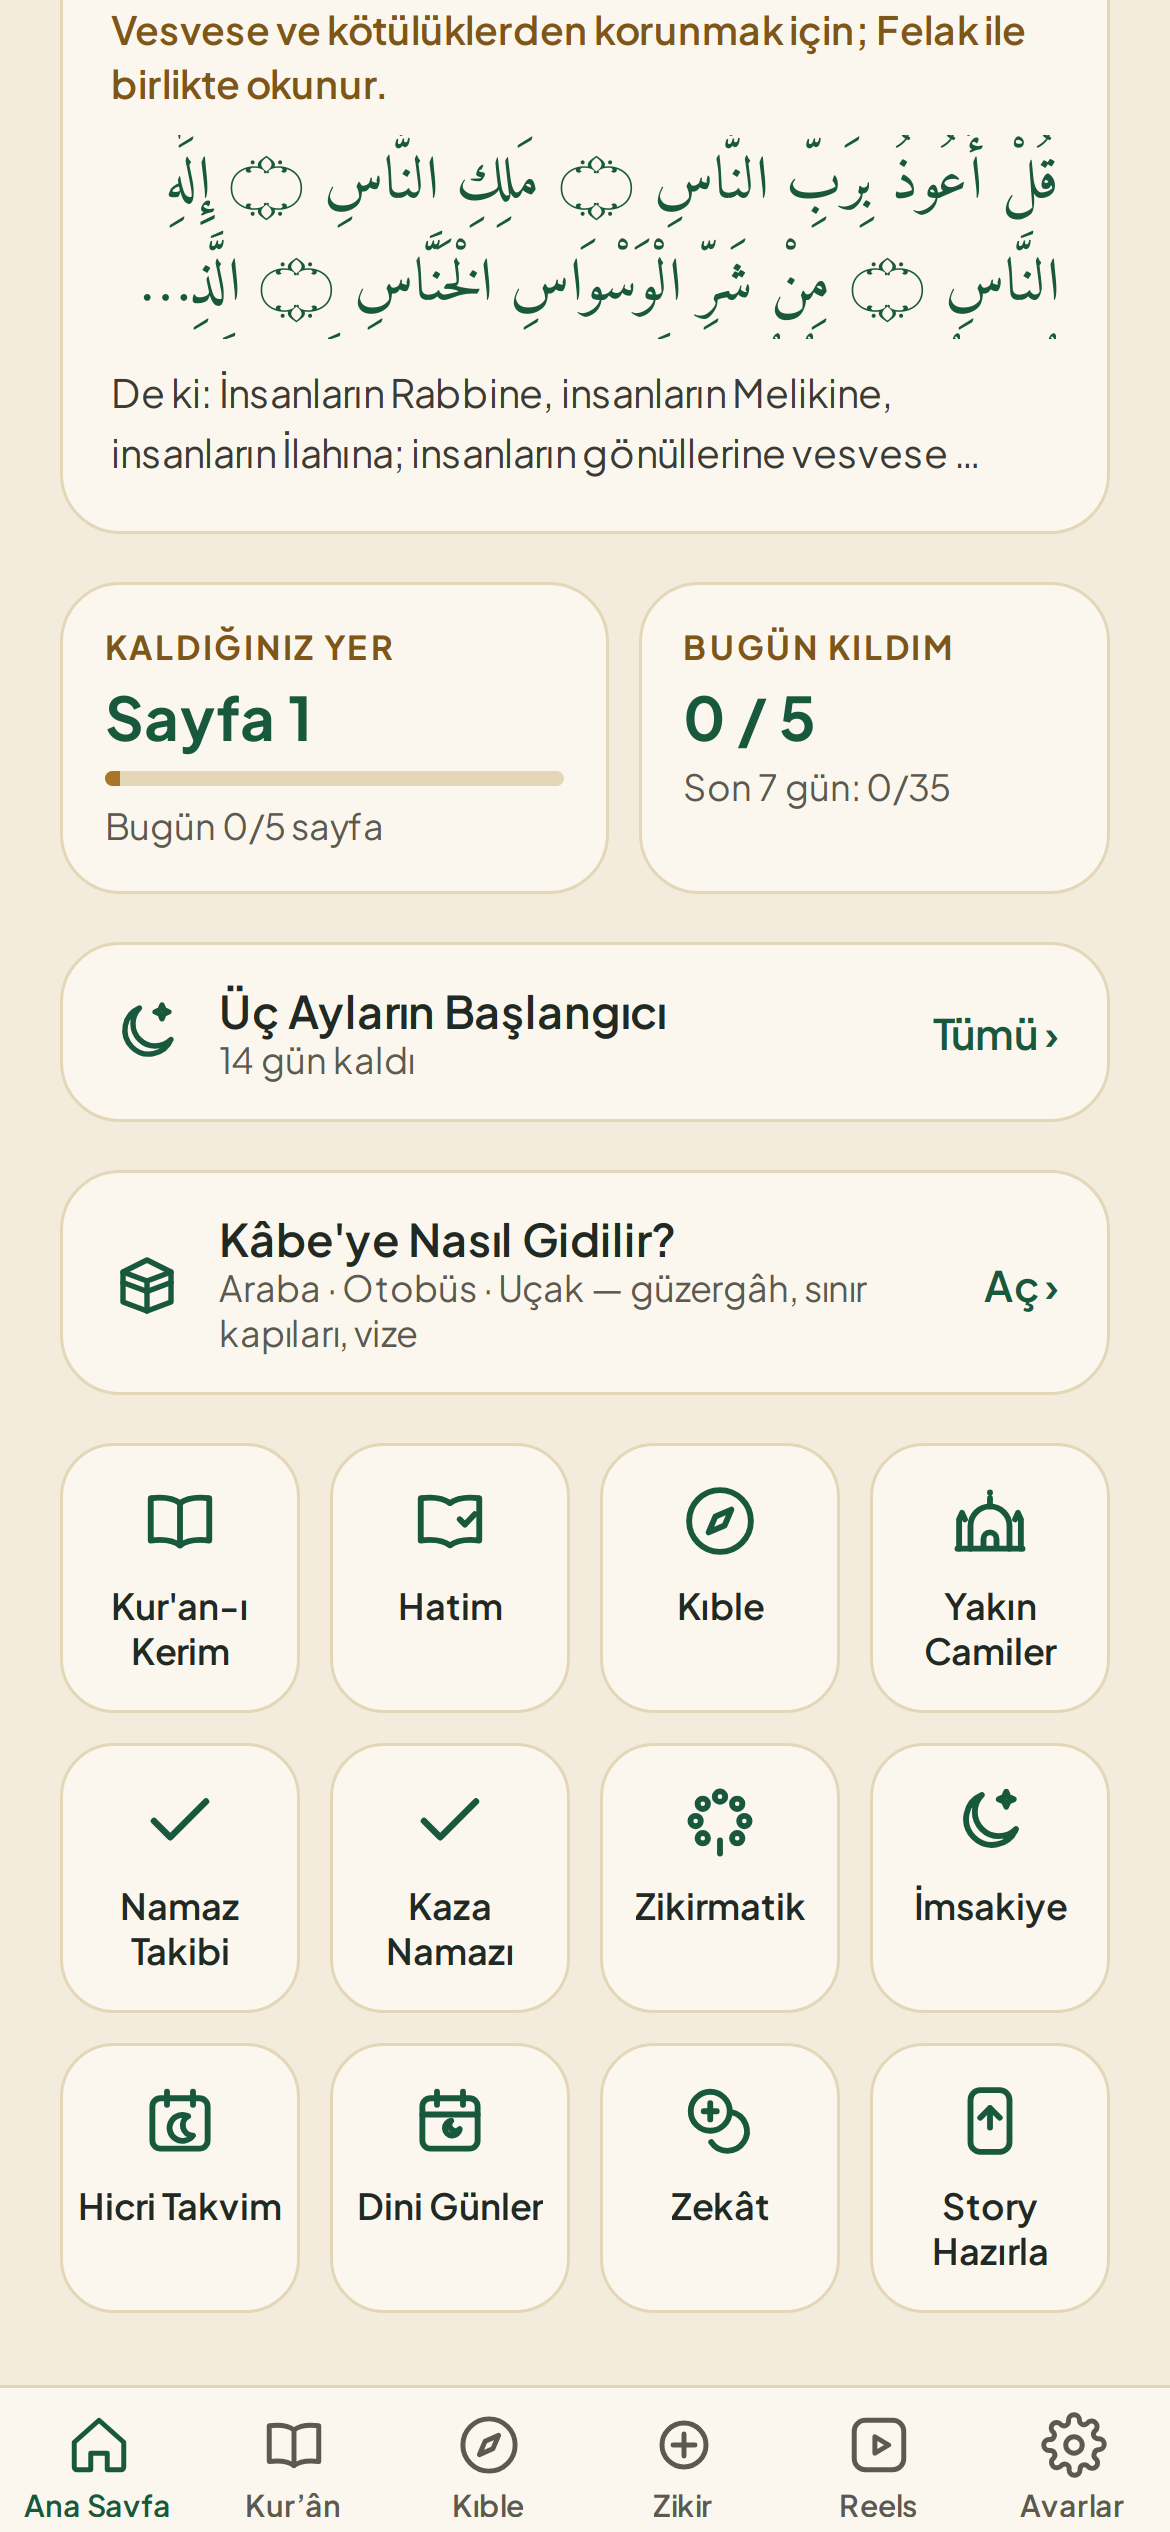 Vesvese ve kötülüklerden korunmak için; Felak ile
birlikte okunur.
قُلْ أَعُوذُ بِرَبِّ النَّاسِ ۝ مَلِكِ النَّاسِ ۝ إِلَٰهِ
النَّاسِ ۝ مِنْ شَرِّ الْوَسْوَاسِ الْخَنَّاسِ ۝ الَّذِ...
De ki: İnsanların Rabbine, insanların Melikine,
insanların İlahına; insanların gönüllerine vesvese ...
KALDIĞINIZ YER
Sayfa 1
Bugün 0/5 sayfa
BUGÜN KILDIM
0 / 5
Son 7 gün: 0/35
Üç Ayların Başlangıcı
14 gün kaldı
Tümü ›
Kâbe'ye Nasıl Gidilir?
Araba · Otobüs · Uçak — güzergâh, sınır
kapıları, vize
Aç ›
Kur'an-ı
Kerim
Hatim
Kıble
Yakın
Camiler
Namaz
Takibi
Kaza
Namazı
Zikirmatik
İmsakiye
Hicri Takvim
Dini Günler
Zekât
Story
Hazırla
Ana Sayfa
Kur’ân
Kıble
Zikir
Reels
Ayarlar